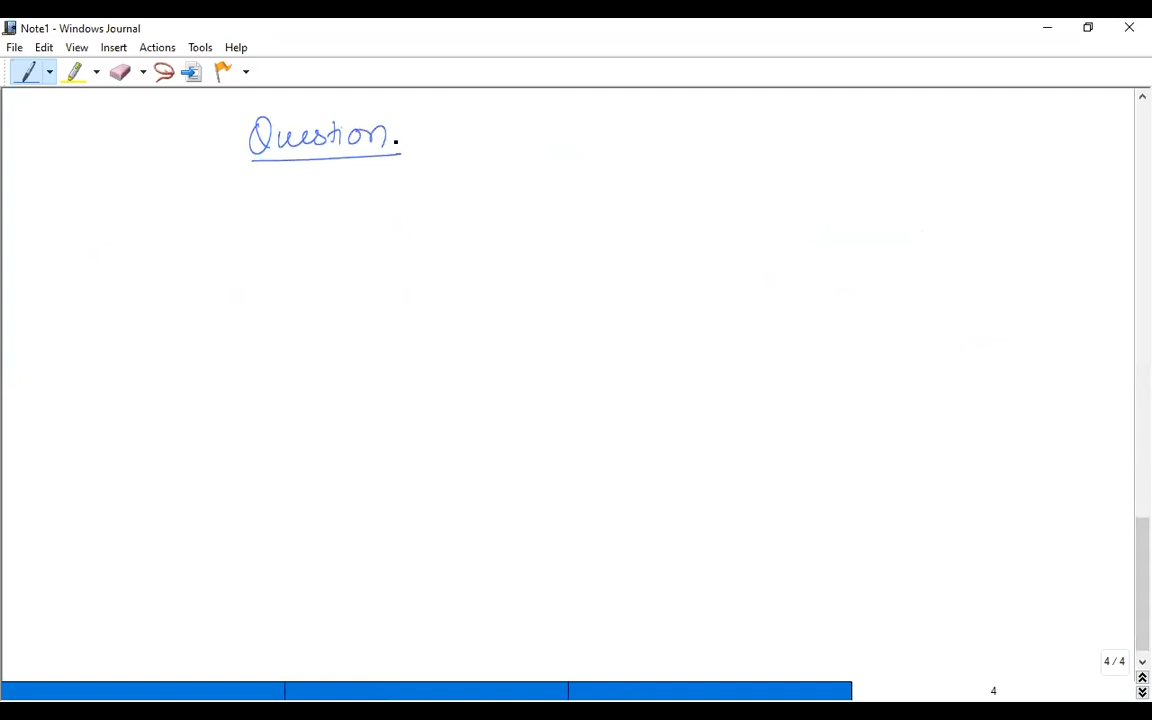 Note1 - Windows Journal
File Edit View Insert Actions Tools Help
Question.
4 / 4
4